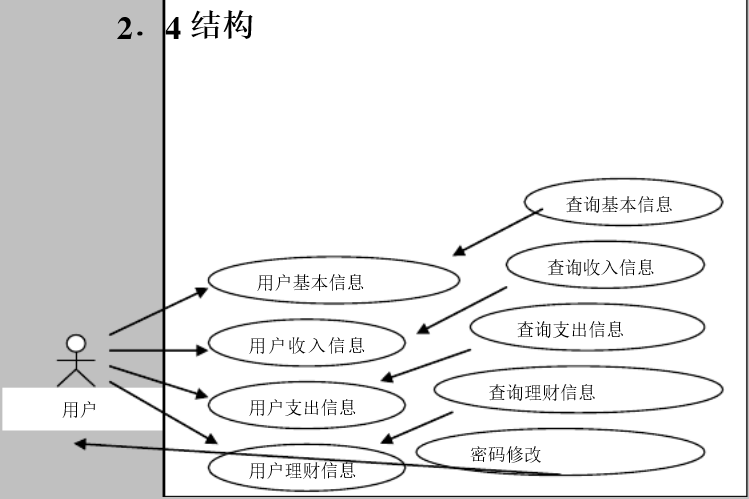 2. 4结构
查询基本信息
用户基本信息
查询收入信息
用户收入信息
查询支出信息
用户支出信息
查询理财信息
用户
密码修改
用户理财信息